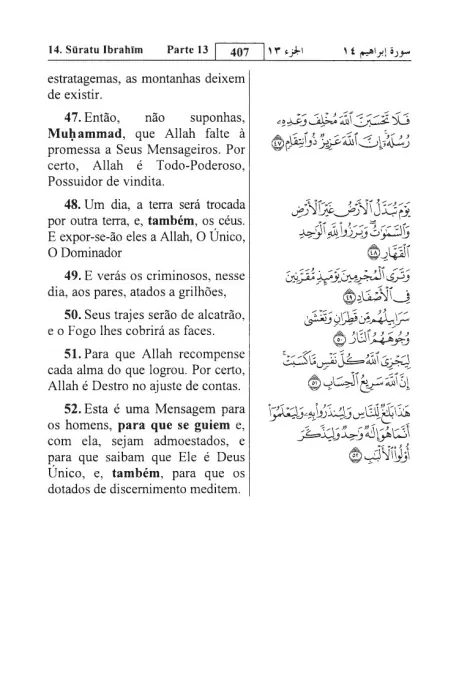 14. Sūratu Ibrahīm Parte 13 407 الجزء ١٣ سورة إبراهيم ١٤
estratagemas, as montanhas deixem
de existir.
47. Então, não suponhas,
Muḥammad, que Allah falte à
promessa a Seus Mensageiros. Por
certo, Allah é Todo-Poderoso,
Possuidor de vindita.
48. Um dia, a terra será trocada
por outra terra, e, também, os céus.
E expor-se-ão eles a Allah, O Único,
O Dominador
49. E verás os criminosos, nesse
dia, aos pares, atados a grilhões,
50. Seus trajes serão de alcatrão,
e o Fogo lhes cobrirá as faces.
51. Para que Allah recompense
cada alma do que logrou. Por certo,
Allah é Destro no ajuste de contas.
52. Esta é uma Mensagem para
os homens, para que se guiem e,
com ela, sejam admoestados, e
para que saibam que Ele é Deus
Único, e, também, para que os
dotados de discernimento meditem.
فَلَا تَحْسَبَنَّ ٱللَّهَ مُخْلِفَ وَعْدِهِۦ
رُسُلَهُۥٓ إِنَّ ٱللَّهَ عَزِيزٌ ذُو ٱنتِقَامٍ ٤٧
يَوْمَ تُبَدَّلُ ٱلْأَرْضُ غَيْرَ ٱلْأَرْضِ
وَٱلسَّمَٰوَٰتُ وَبَرَزُوا۟ لِلَّهِ ٱلْوَٰحِدِ
ٱلْقَهَّارِ ٤٨
وَتَرَى ٱلْمُجْرِمِينَ يَوْمَئِذٍ مُّقَرَّنِينَ
فِى ٱلْأَصْفَادِ ٤٩
سَرَابِيلُهُم مِّن قَطِرَانٍ وَتَغْشَىٰ
وُجُوهَهُمُ ٱلنَّارُ ٥٠
لِيَجْزِىَ ٱللَّهُ كُلَّ نَفْسٍ مَّا كَسَبَتْ
إِنَّ ٱللَّهَ سَرِيعُ ٱلْحِسَابِ ٥١
هَٰذَا بَلَٰغٌ لِّلنَّاسِ وَلِيُنذَرُوا۟ بِهِۦ وَلِيَعْلَمُوٓا۟
أَنَّمَا هُوَ إِلَٰهٌ وَٰحِدٌ وَلِيَذَّكَّرَ
أُو۟لُوا۟ ٱلْأَلْبَٰبِ ٥٢